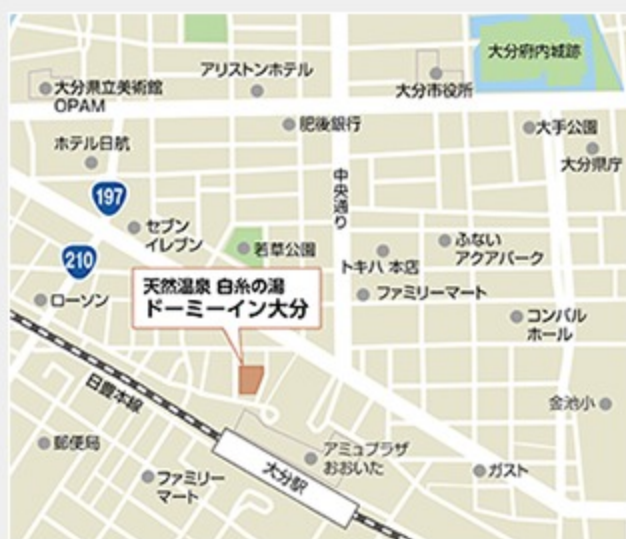 大分府内城跡
アリストンホテル
大分市役所
大分県立美術館
OPAM
肥後銀行
大手公園
ホテル日航
大分県庁
中央通り
197
セブン
イレブン
ふない
アクアパーク
若草公園
トキハ 本店
210
天然温泉 白糸の湯
ドーミーイン大分
ローソン
ファミリーマート
コンパル
ホール
日豊本線
金池小
郵便局
アミュプラザ
おおいた
大分駅
ガスト
ファミリー
マート